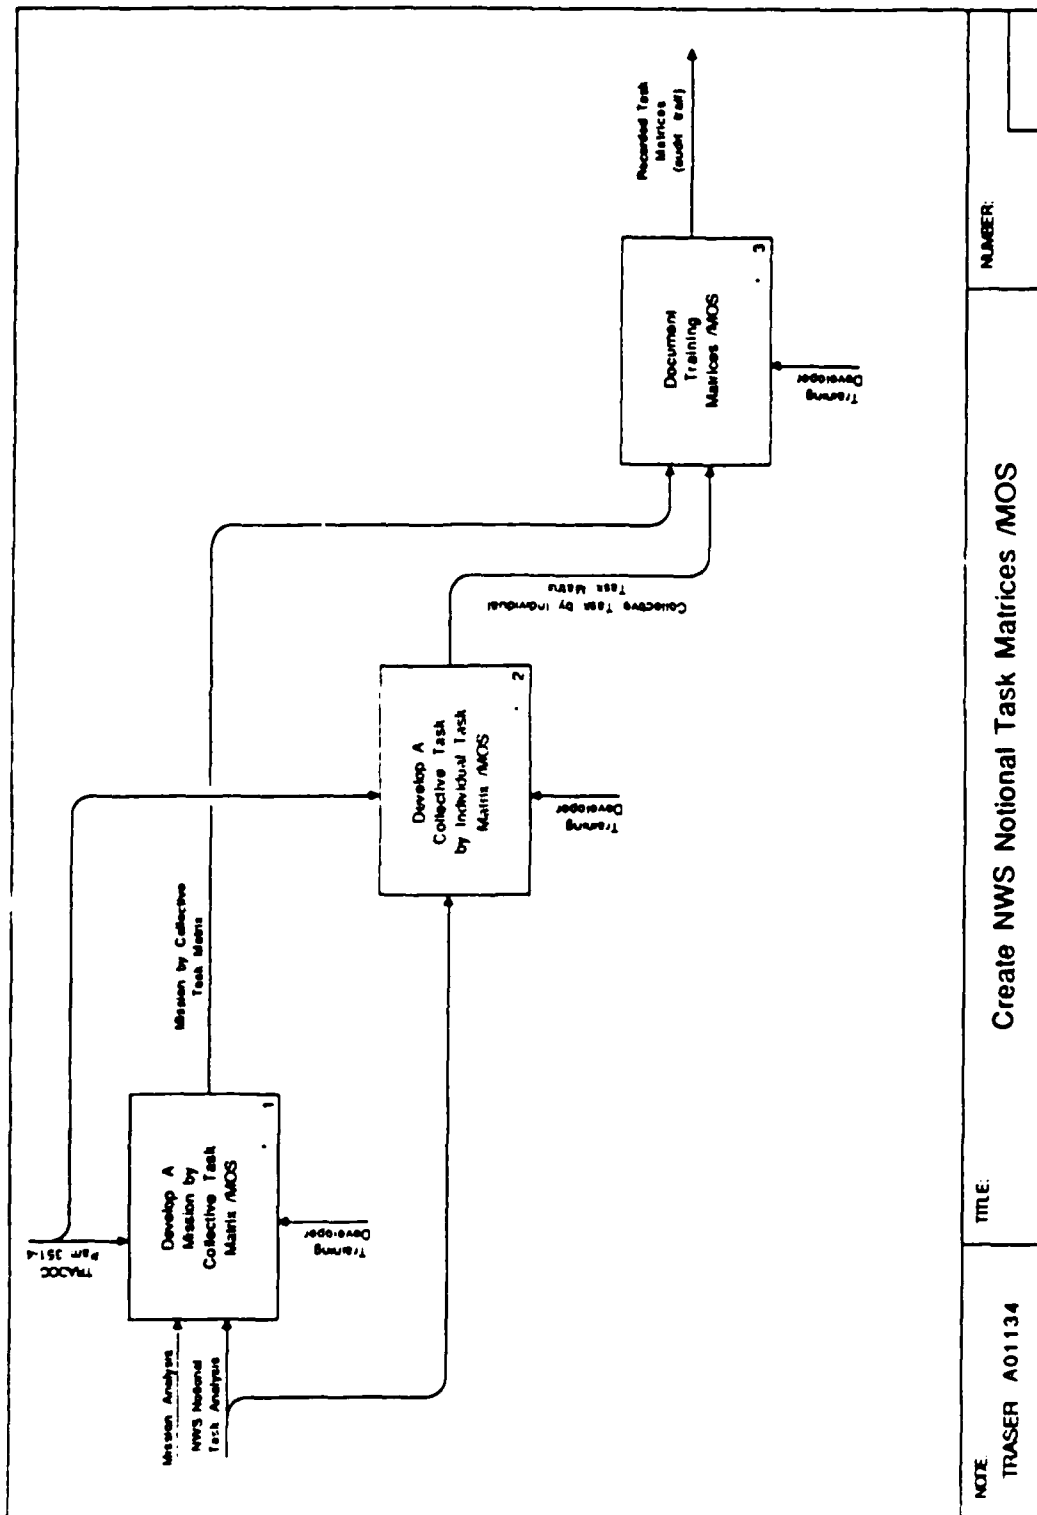 TRADOC
Pam 351-4
Mission Analysis
NWS Notional
Task Analysis
Develop A
Mission by
Collective Task
Matrix /MOS
1
Training
Developer
Mission by Collective
Task Matrix
Develop A
Collective Task
by Individual Task
Matrix /MOS
2
Training
Developer
Collective Task by Individual
Task Matrix
Document
Training
Matrices /MOS
3
Training
Developer
Recorded Task
Matrices
(audit trail)
NODE:
TRASER A01134
TITLE:
Create NWS Notional Task Matrices /MOS
NUMBER: